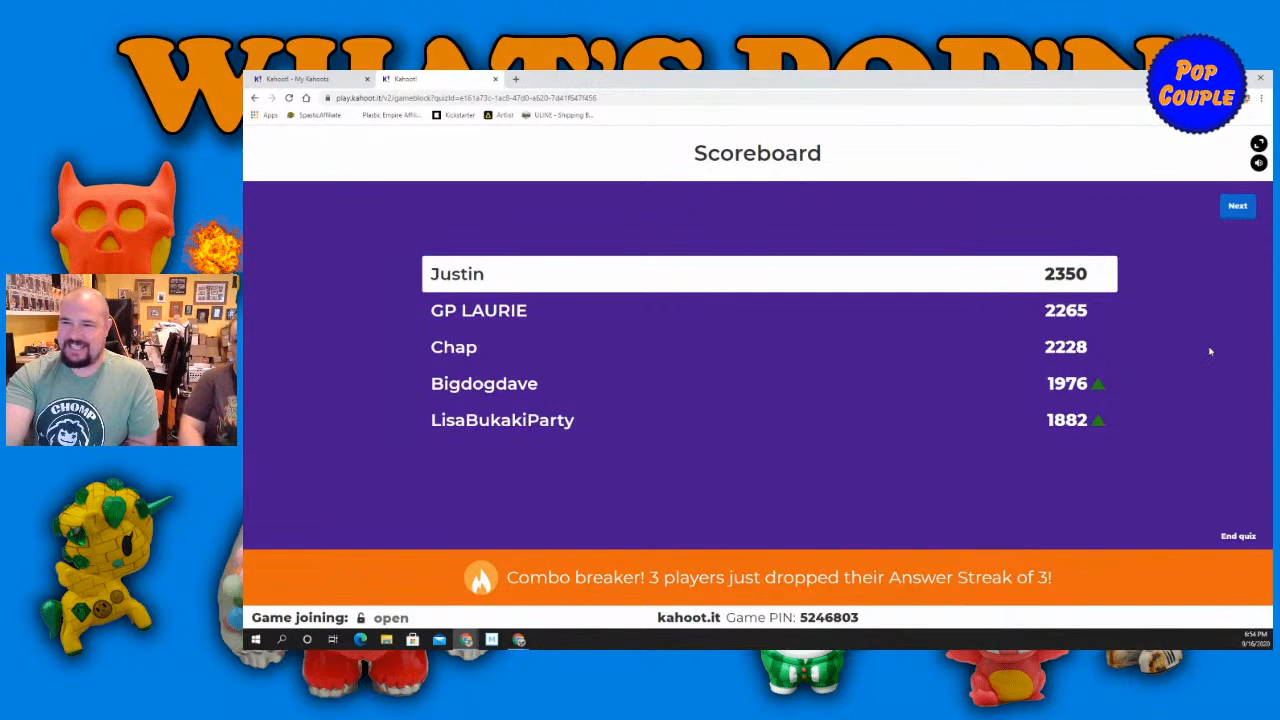 WHAT'S POP'N
POP
COUPLE
Kahoot! - My Kahoots
Kahoot!
play.kahoot.it/v2/gameblock?quizId=e161a73c-1ac8-47d0-a620-7d41f647f456
Apps
SpasticAffiliate
Plastic Empire Affili...
Kickstarter
Artist
ULINE - Shipping B...
Scoreboard
Next
Justin 2350
GP LAURIE 2265
Chap 2228
Bigdogdave 1976
LisaBukakiParty 1882
CHOMP
End quiz
Combo breaker! 3 players just dropped their Answer Streak of 3!
Game joining: open
kahoot.it Game PIN: 5246803
6:54 PM
9/16/2020